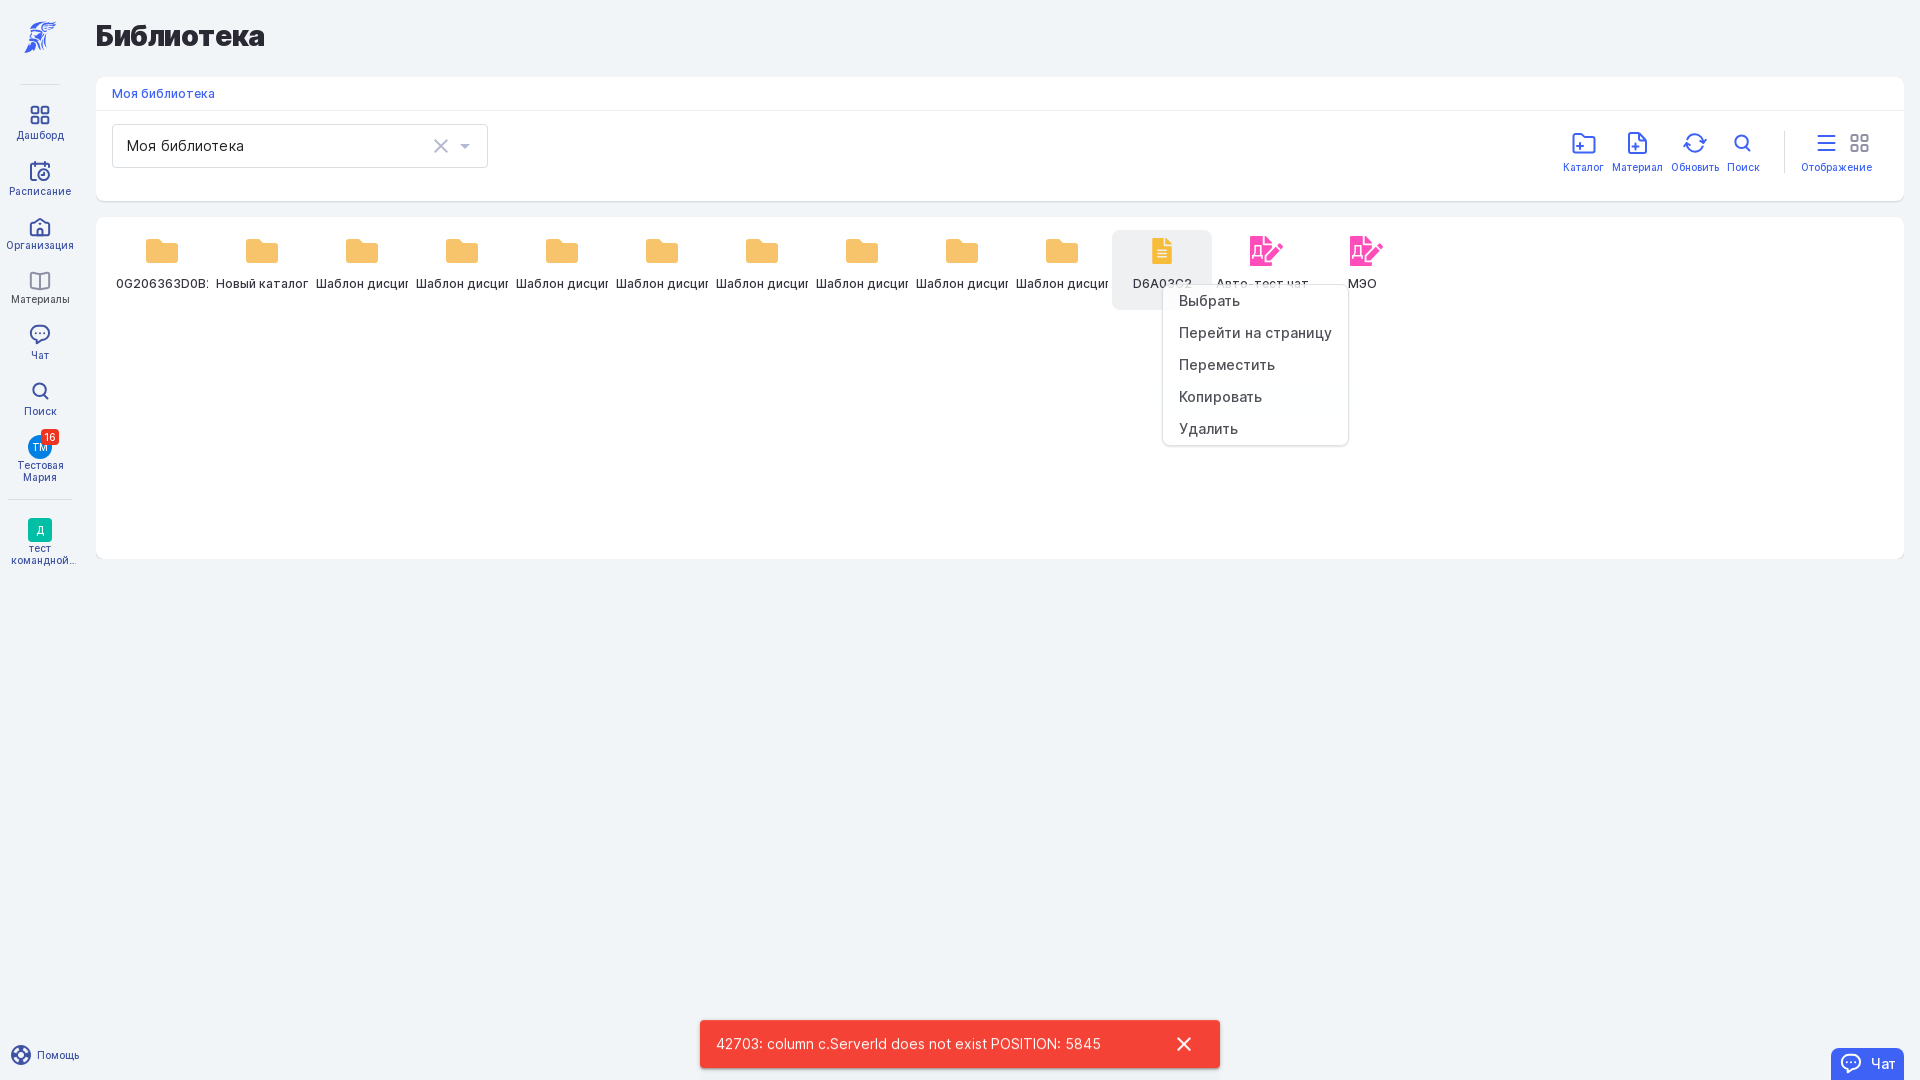 Библиотека
Моя библиотека
Моя библиотека
Каталог
Материал
Обновить
Поиск
Отображение
Дашборд
Расписание
Организация
Материалы
Чат
Поиск
16
ТМ
Тестовая
Мария
Д
тест
командной...
0G206363D0B
Новый каталог
Шаблон дисцип
Шаблон дисцип
Шаблон дисцип
Шаблон дисцип
Шаблон дисцип
Шаблон дисцип
Шаблон дисцип
Шаблон дисцип
D6A03C2
Авто-тест чат
МЭО
Выбрать
Перейти на страницу
Переместить
Копировать
Удалить
42703: column c.ServerId does not exist POSITION: 5845
Помощь
Чат